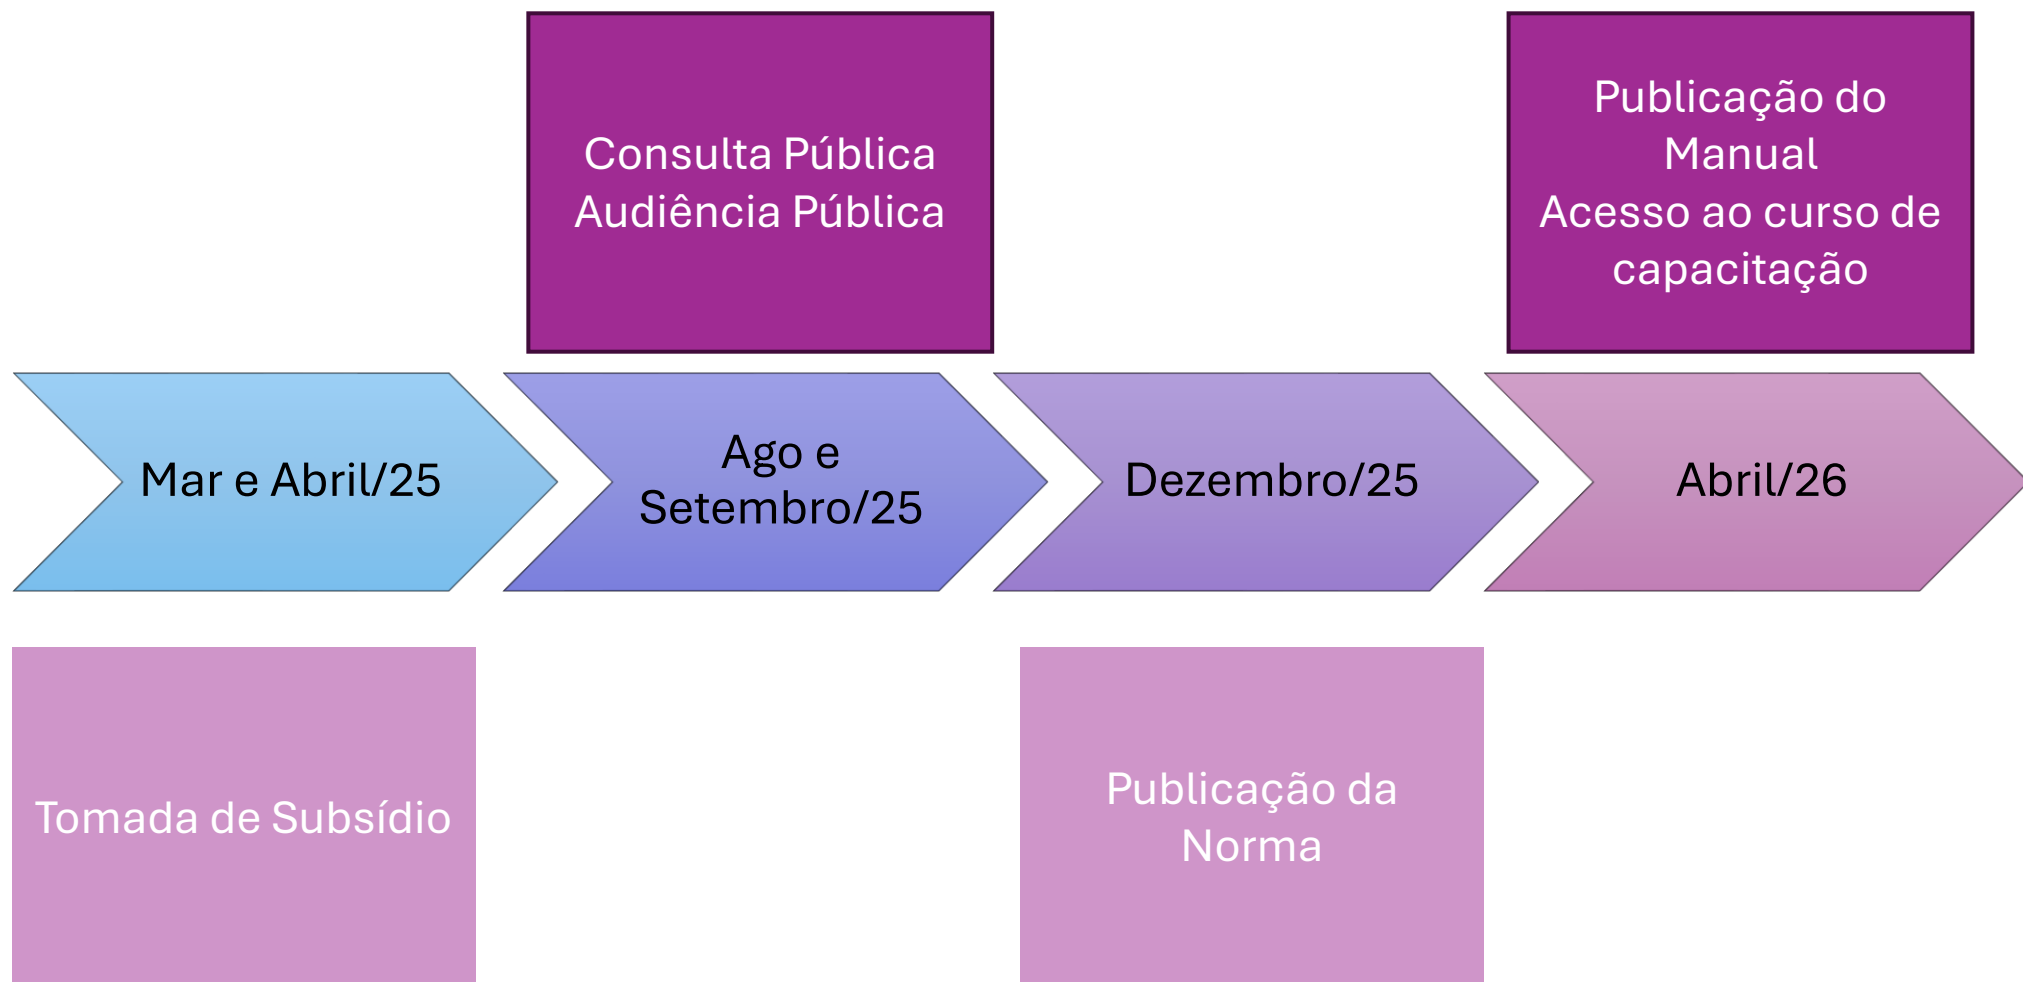 Consulta Pública
Audiência Pública
Publicação do
Manual
Acesso ao curso de
capacitação
Mar e Abril/25
Ago e
Setembro/25
Dezembro/25
Abril/26
Tomada de Subsídio
Publicação da
Norma